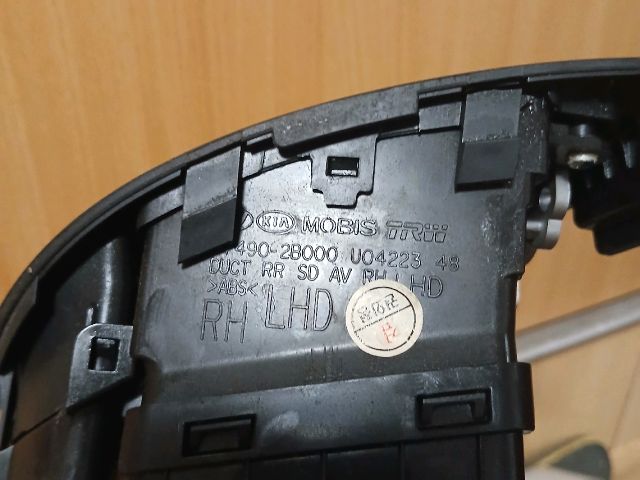 KIA MOBIS TRW
490-2B000 U04223 48
DUCT RR SD AV RH LHD
>ABS<
RH LHD